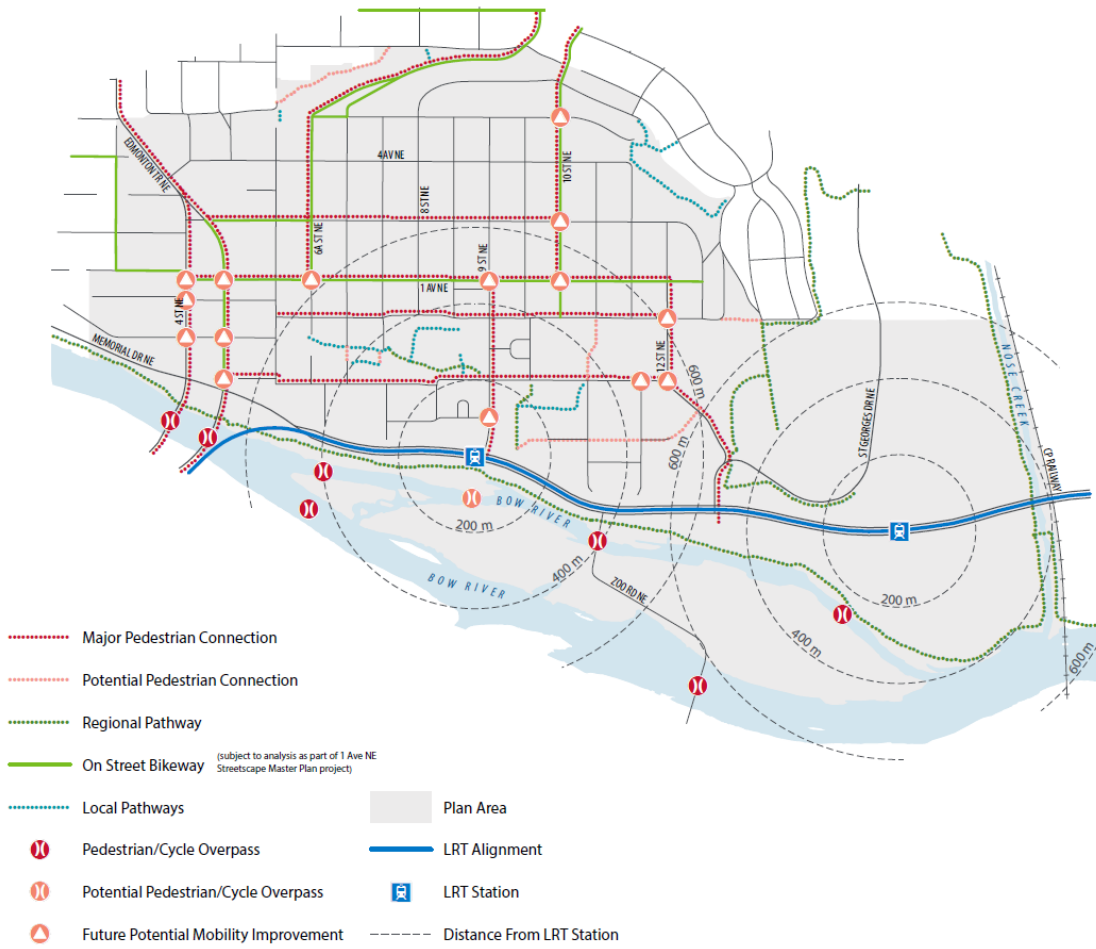 EDMONTON TR NE
4 AV NE
10 ST NE
8 ST NE
6A ST NE
9 ST NE
1 AV NE
4 ST NE
MEMORIAL DR NE
12 ST NE
600 m
600 m
ST GEORGES DR NE
NOSE CREEK
CP RAILWAY
BOW RIVER
200 m
400 m
BOW RIVER
ZOO RD NE
200 m
400 m
600 m
Major Pedestrian Connection
Potential Pedestrian Connection
Regional Pathway
On Street Bikeway (subject to analysis as part of 1 Ave NE
Streetscape Master Plan project)
Local Pathways
Plan Area
Pedestrian/Cycle Overpass
LRT Alignment
Potential Pedestrian/Cycle Overpass
LRT Station
Future Potential Mobility Improvement
Distance From LRT Station